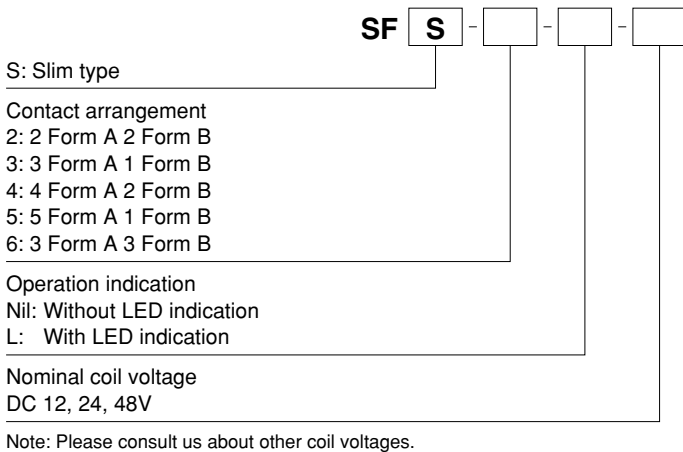 SF S - - -
S: Slim type
Contact arrangement
2: 2 Form A 2 Form B
3: 3 Form A 1 Form B
4: 4 Form A 2 Form B
5: 5 Form A 1 Form B
6: 3 Form A 3 Form B
Operation indication
Nil: Without LED indication
L: With LED indication
Nominal coil voltage
DC 12, 24, 48V
Note: Please consult us about other coil voltages.